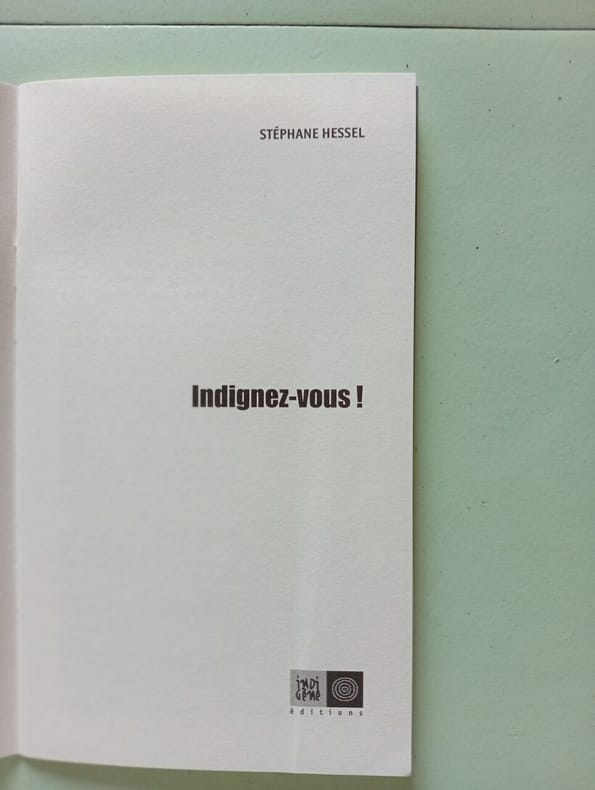 STÉPHANE HESSEL
Indignez-vous !
indi
gène
éditions